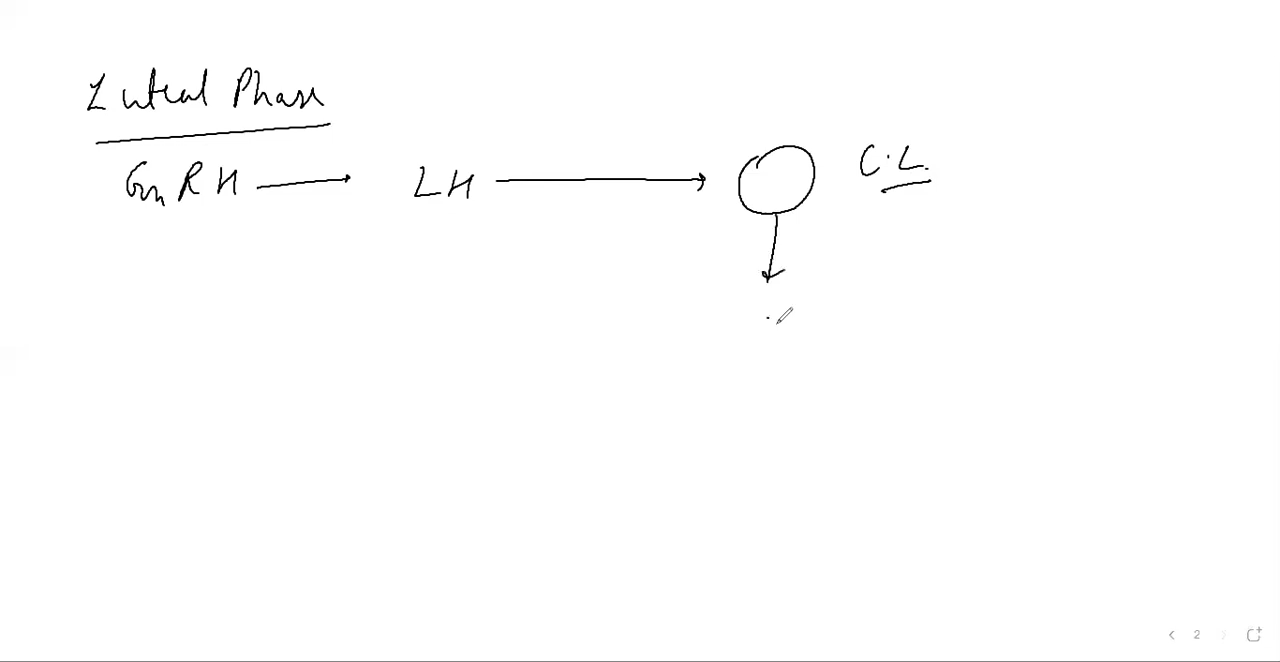 Luteal Phase
GnRH → LH → C.L.
2